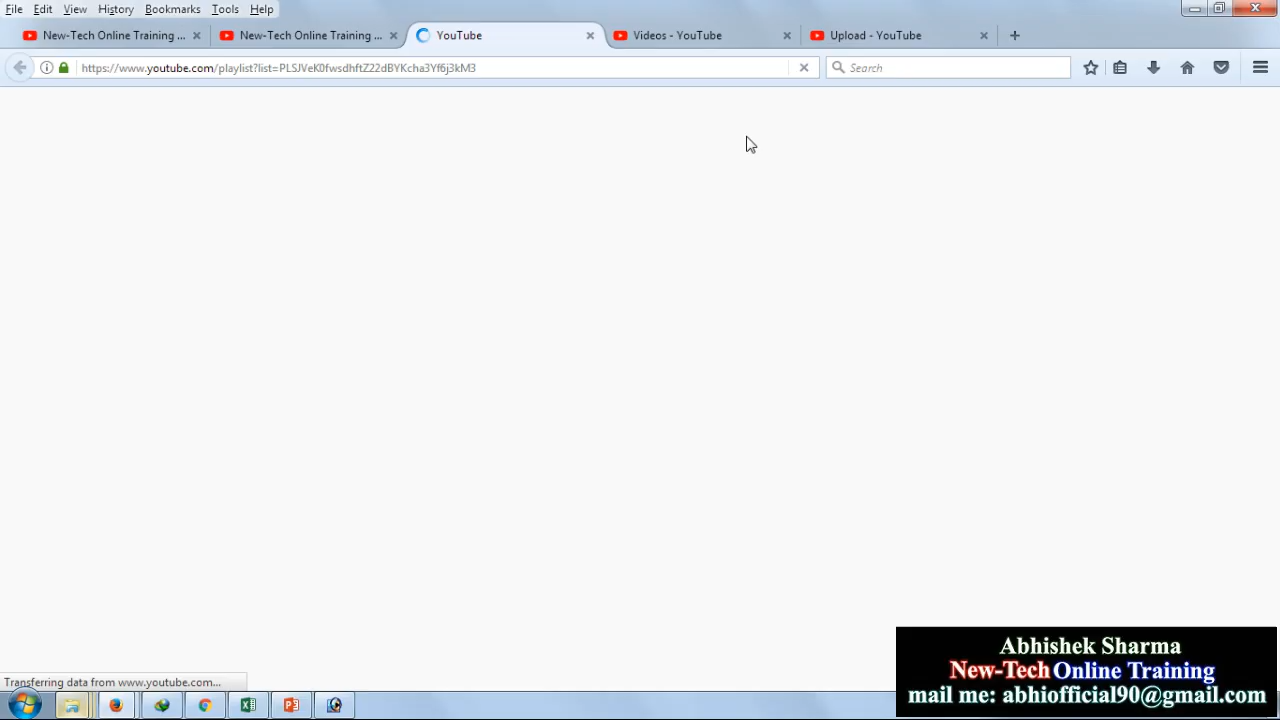 File Edit View History Bookmarks Tools Help
New-Tech Online Training ... New-Tech Online Training ... YouTube Videos - YouTube Upload - YouTube
https://www.youtube.com/playlist?list=PLSJVeK0fwsdhftZ22dBYKcha3Yf6j3kM3 Search
Transferring data from www.youtube.com...
Abhishek Sharma
New-Tech Online Training
mail me: abhiofficial90@gmail.com